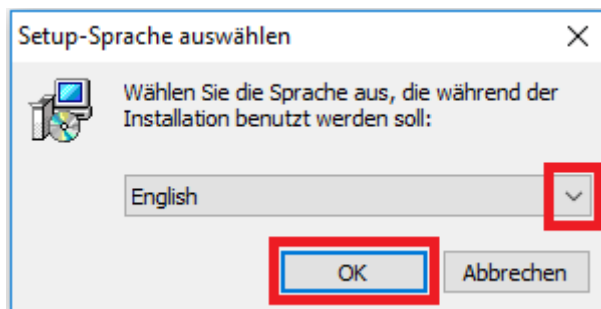 Setup-Sprache auswählen
Wählen Sie die Sprache aus, die während der
Installation benutzt werden soll:
English
OK
Abbrechen